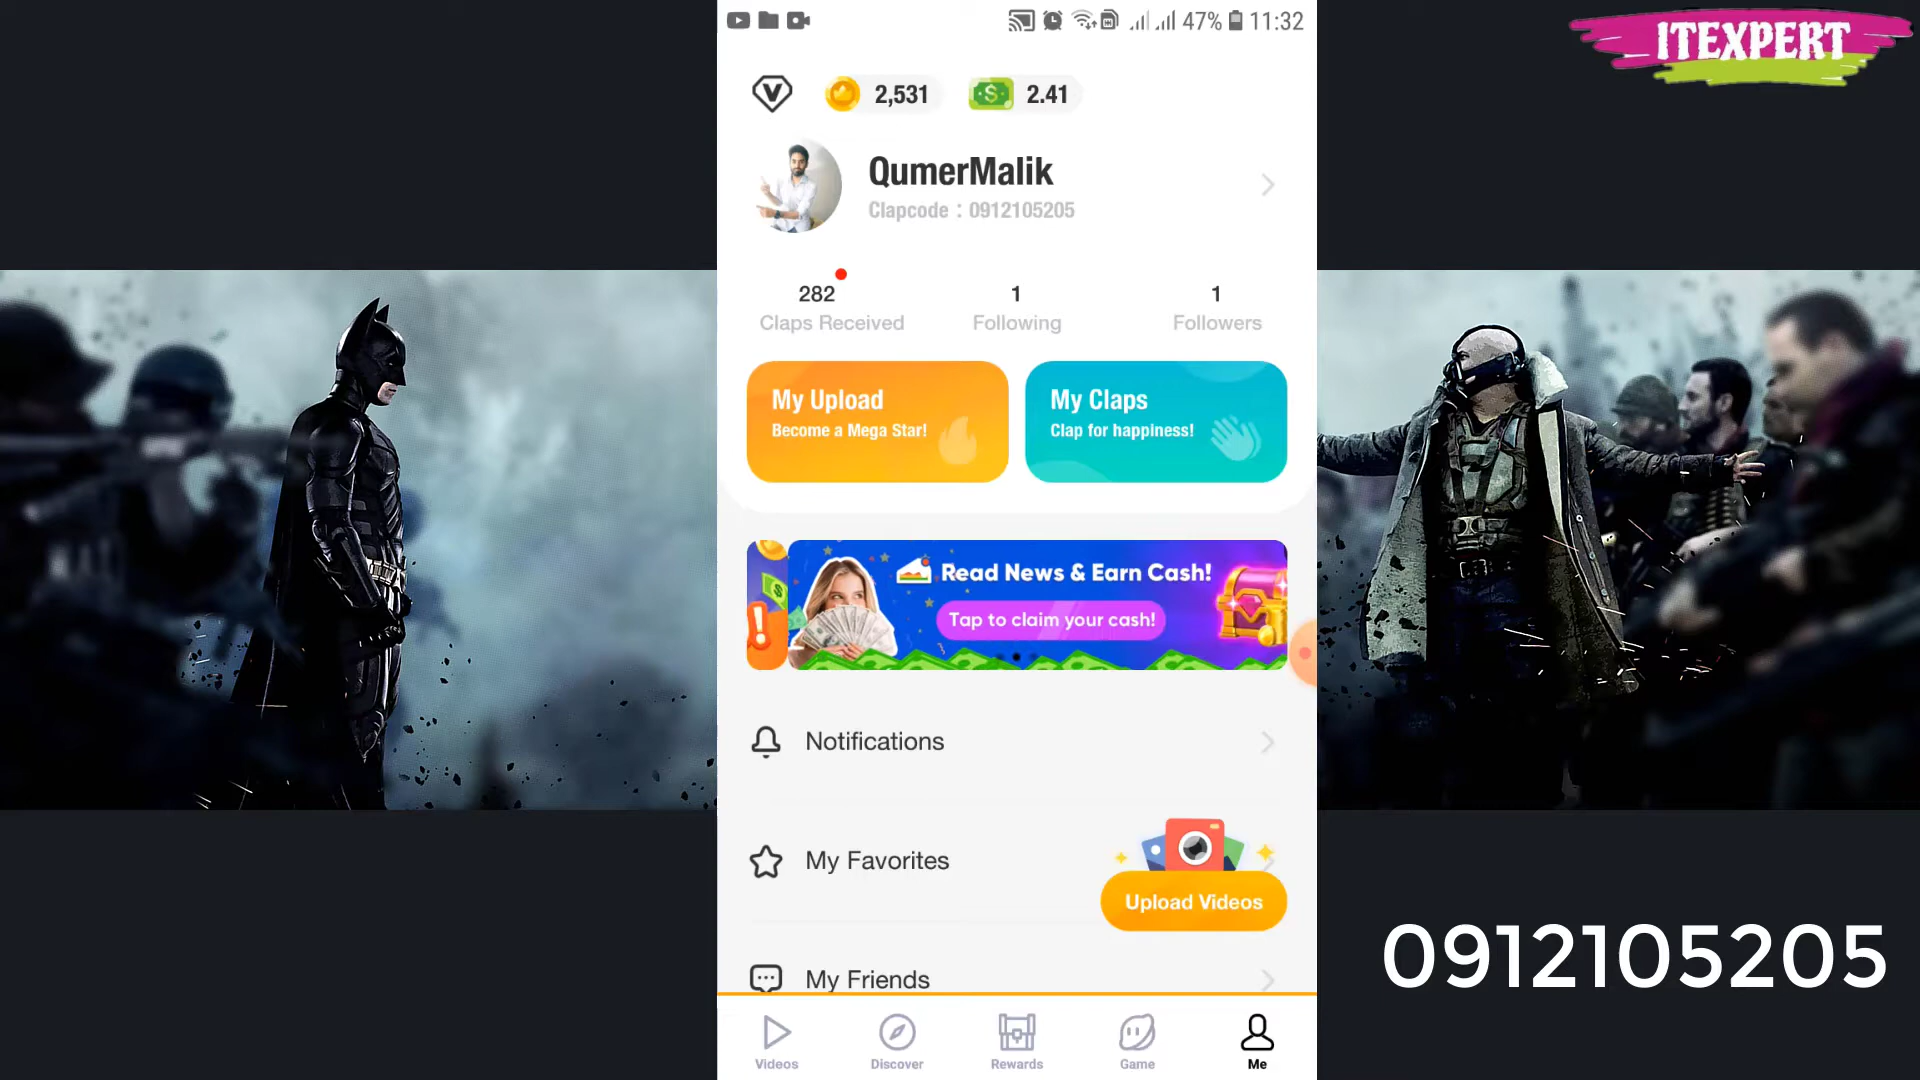 47% 11:32
ITEXPERT
2,531
2.41
QumerMalik
Clapcode : 0912105205
282
1
1
Claps Received
Following
Followers
My Upload
Become a Mega Star!
My Claps
Clap for happiness!
Read News & Earn Cash!
Tap to claim your cash!
Notifications
My Favorites
Upload Videos
My Friends
0912105205
Videos
Discover
Rewards
Game
Me